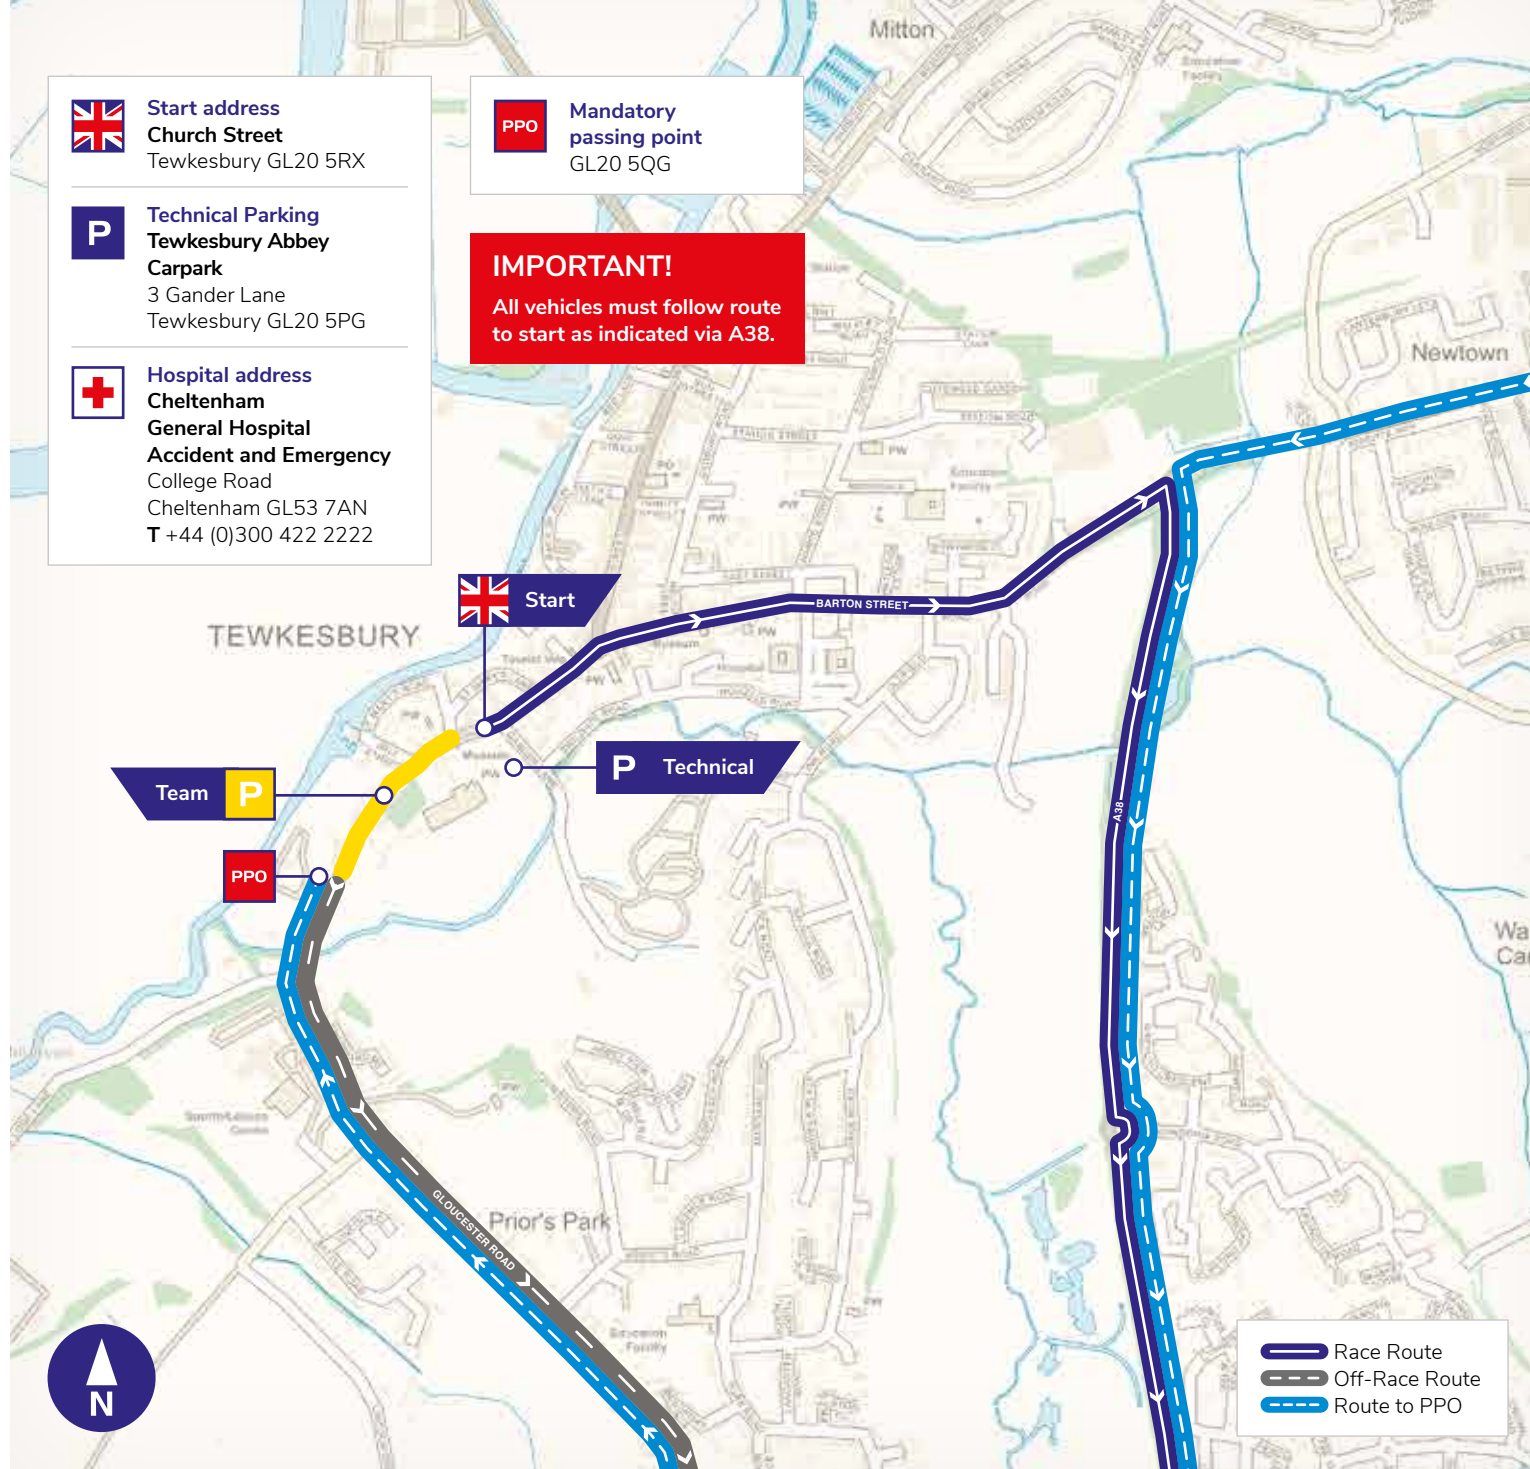 Mitton
Start address
Church Street
Tewkesbury GL20 5RX
P
Technical Parking
Tewkesbury Abbey
Carpark
3 Gander Lane
Tewkesbury GL20 5PG
Hospital address
Cheltenham
General Hospital
Accident and Emergency
College Road
Cheltenham GL53 7AN
T +44 (0)300 422 2222
PPO
Mandatory
passing point
GL20 5QG
IMPORTANT!
All vehicles must follow route
to start as indicated via A38.
Newtown
Start
BARTON STREET
TEWKESBURY
P Technical
Team P
PPO
A38
GLOUCESTER ROAD
Prior's Park
Education
Facility
N
Race Route
Off-Race Route
Route to PPO